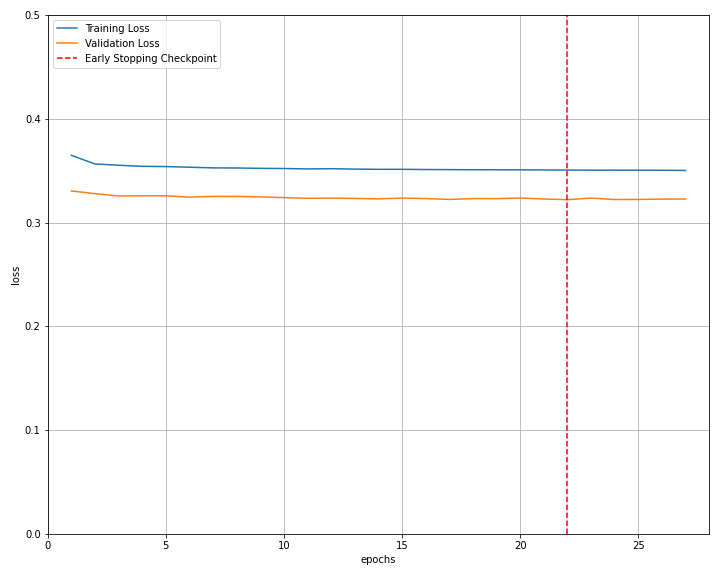 Training Loss
Validation Loss
Early Stopping Checkpoint
0.5
0.4
0.3
0.2
0.1
0.0
loss
0 5 10 15 20 25
epochs